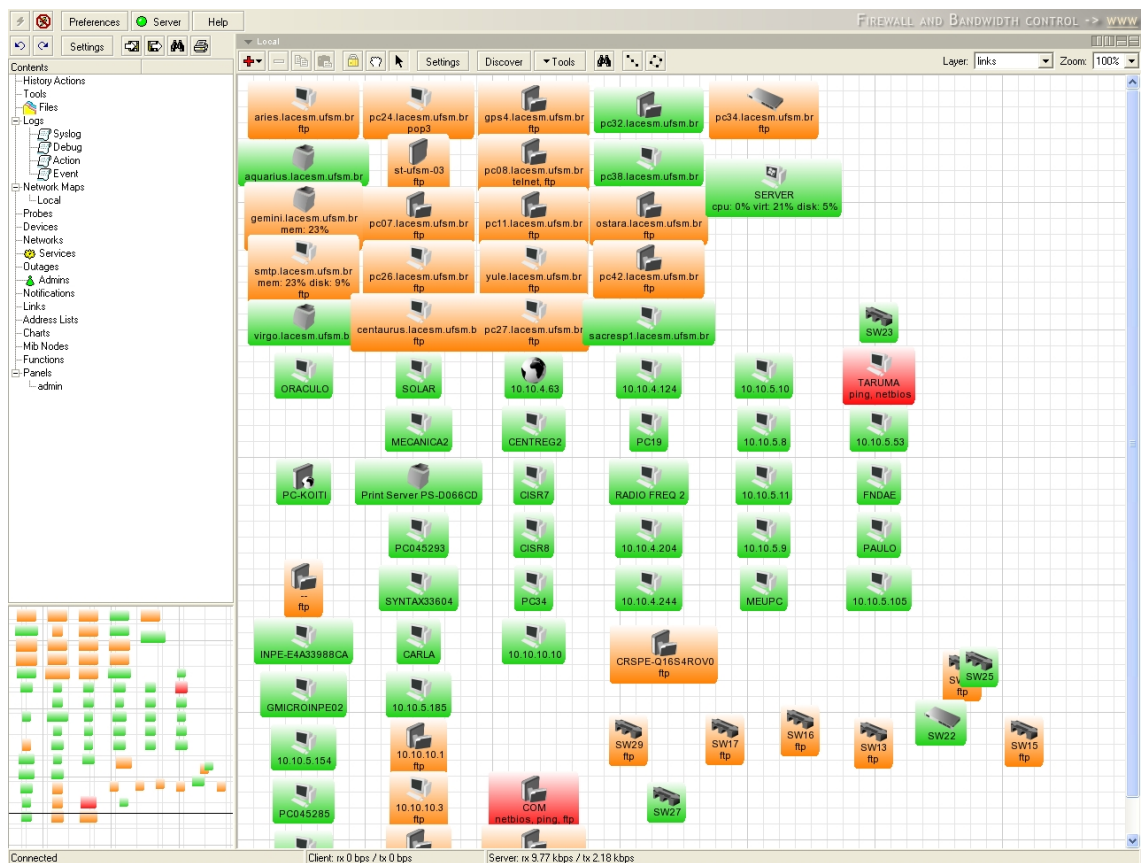 Preferences
Server
Help
FIREWALL AND BANDWIDTH CONTROL -> WWW
Settings
Local
Settings
Discover
Tools
Layer:
links
Zoom:
100%
Contents
History Actions
Tools
Files
Logs
Syslog
Debug
Action
Event
Network Maps
Local
Probes
Devices
Networks
Services
Outages
Admins
Notifications
Links
Address Lists
Charts
Mib Nodes
Functions
Panels
admin
aries.lacesm.ufsm.br
ftp
pc24.lacesm.ufsm.br
pop3
gps4.lacesm.ufsm.br
ftp
pc32.lacesm.ufsm.br
pc34.lacesm.ufsm.br
ftp
aquarius.lacesm.ufsm.br
st-ufsm-03
ftp
pc08.lacesm.ufsm.br
telnet, ftp
pc38.lacesm.ufsm.br
SERVER
cpu: 0% virt: 21% disk: 5%
gemini.lacesm.ufsm.br
mem: 23%
pc07.lacesm.ufsm.br
ftp
pc11.lacesm.ufsm.br
ftp
ostara.lacesm.ufsm.br
ftp
smtp.lacesm.ufsm.br
mem: 23% disk: 9%
ftp
pc26.lacesm.ufsm.br
ftp
yule.lacesm.ufsm.br
ftp
pc42.lacesm.ufsm.br
ftp
virgo.lacesm.ufsm.b
centaurus.lacesm.ufsm.b
ftp
pc27.lacesm.ufsm.br
ftp
sacresp1.lacesm.ufsm.br
SW23
ORACULO
SOLAR
10.10.4.63
10.10.4.124
10.10.5.10
TARUMA
ping, netbios
MECANICA2
CENTREG2
PC19
10.10.5.8
10.10.5.53
PC-KOITI
Print Server PS-D066CD
CISR7
RADIO FREQ 2
10.10.5.11
FNDAE
PC045293
CISR8
10.10.4.204
10.10.5.9
PAULO
--
ftp
SYNTAX33604
PC34
10.10.4.244
MEUPC
10.10.5.105
INPE-E4A33988CA
CARLA
10.10.10.10
CRSPE-Q16S4ROV0
ftp
ftp
SW25
GMICROINPE02
10.10.5.185
SW22
10.10.5.154
10.10.10.1
ftp
SW29
ftp
SW17
ftp
SW16
ftp
SW13
ftp
SW15
ftp
PC045285
10.10.10.3
ftp
COM
netbios, ping, ftp
SW27
Connected
Client: rx 0 bps / tx 0 bps
Server: rx 9.77 kbps / tx 2.18 kbps